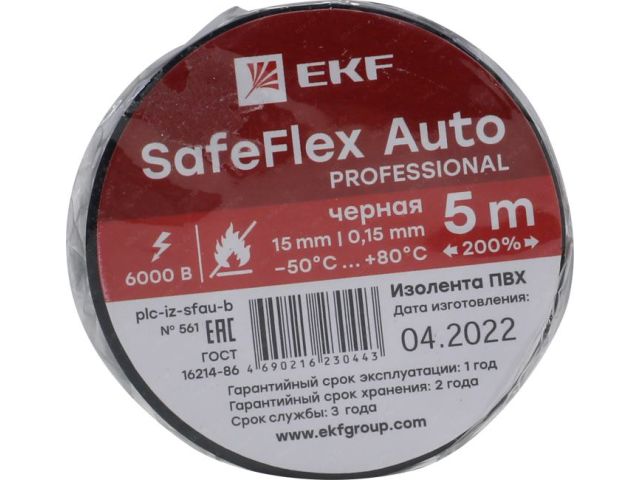 EKF
SafeFlex Auto
PROFESSIONAL
черная 5 m
15 mm | 0,15 mm
6000 В -50°C ... +80°C 200%
plc-iz-sfau-b
№ 561 EAC
ГОСТ
16214-86
4 690216 230443
Изолента ПВХ
Дата изготовления:
04.2022
Гарантийный срок эксплуатации: 1 год
Гарантийный срок хранения: 2 года
Срок службы: 3 года
www.ekfgroup.com